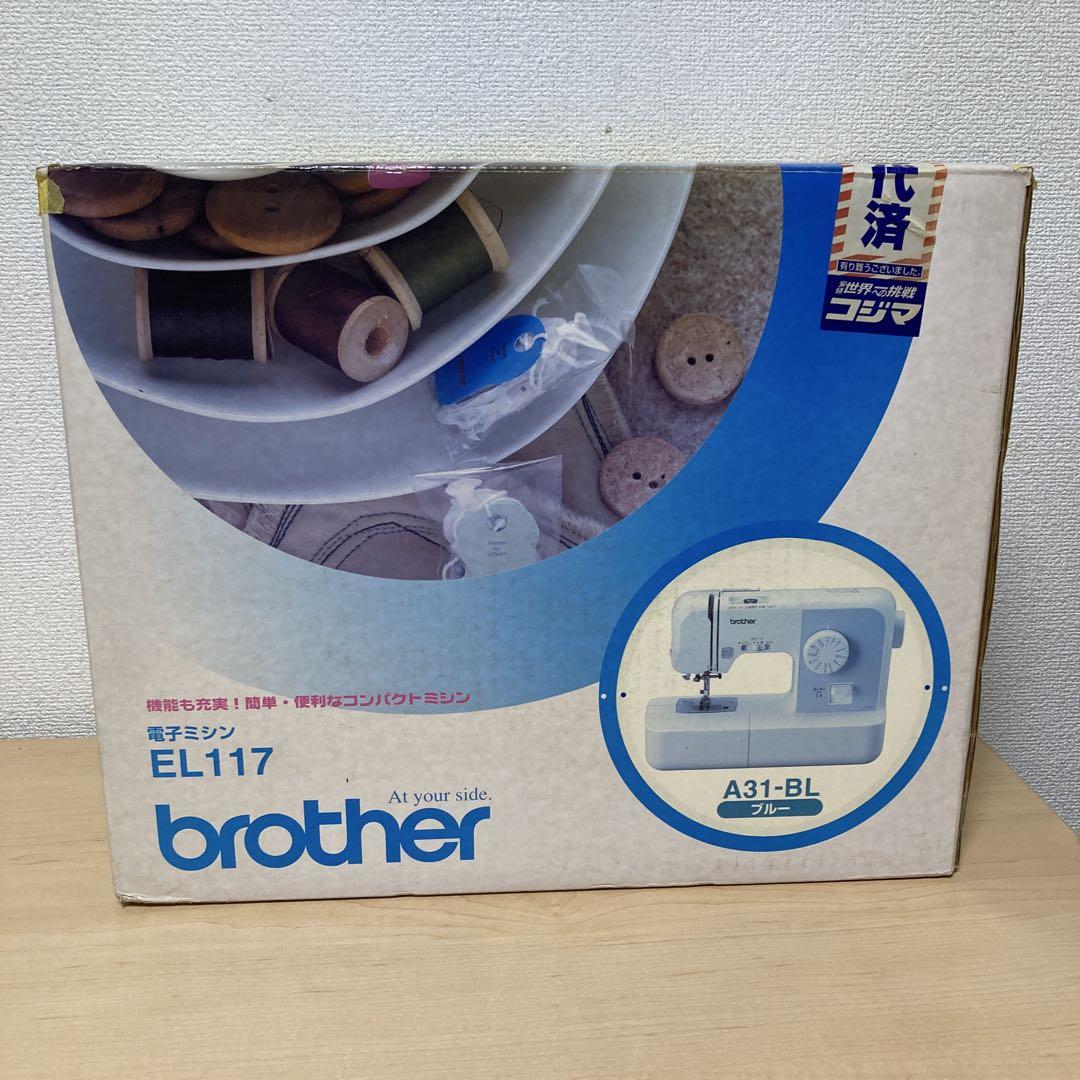 代済
有り難うございました。
安値世界への挑戦
コジマ
brother
機能も充実!簡単・便利なコンパクトミシン
電子ミシン
EL117
At your side.
brother
A31-BL
ブルー